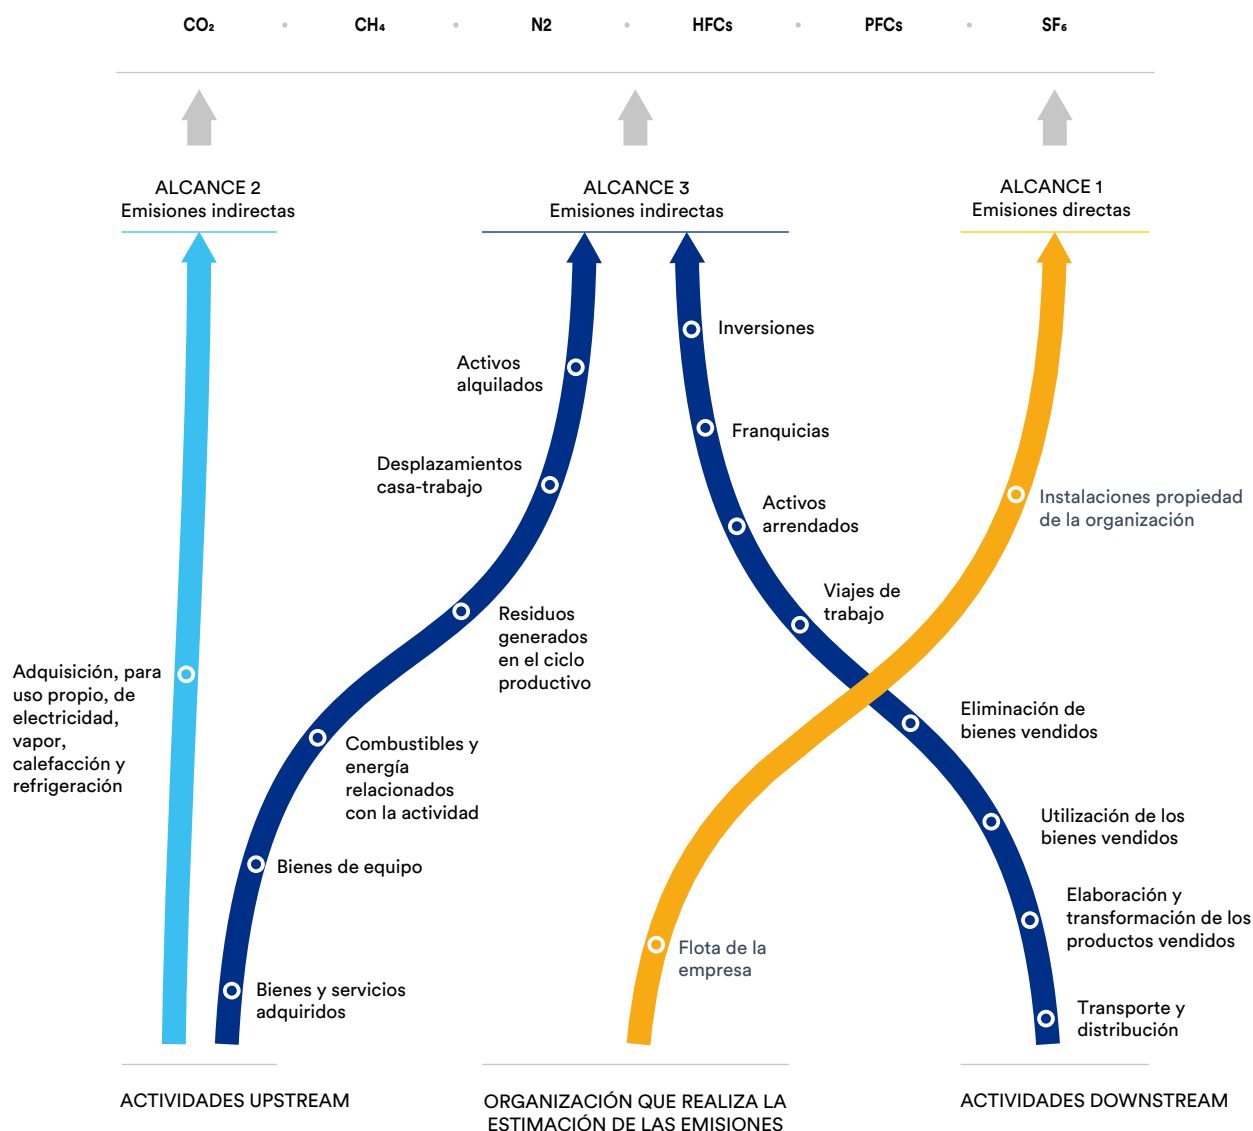 CO₂ • CH₄ • N2 • HFCs • PFCs • SF₆
ALCANCE 2
Emisiones indirectas
ALCANCE 3
Emisiones indirectas
ALCANCE 1
Emisiones directas
Inversiones
Activos
alquilados
Franquicias
Desplazamientos
casa-trabajo
Activos
arrendados
Instalaciones propiedad
de la organización
Viajes de
trabajo
Residuos
generados
en el ciclo
productivo
Adquisición, para
uso propio, de
electricidad,
vapor,
calefacción y
refrigeración
Eliminación de
bienes vendidos
Combustibles y
energía
relacionados
con la actividad
Utilización de los
bienes vendidos
Bienes de equipo
Elaboración y
transformación de los
productos vendidos
Flota de la
empresa
Bienes y servicios
adquiridos
Transporte y
distribución
ACTIVIDADES UPSTREAM
ORGANIZACIÓN QUE REALIZA LA
ESTIMACIÓN DE LAS EMISIONES
ACTIVIDADES DOWNSTREAM